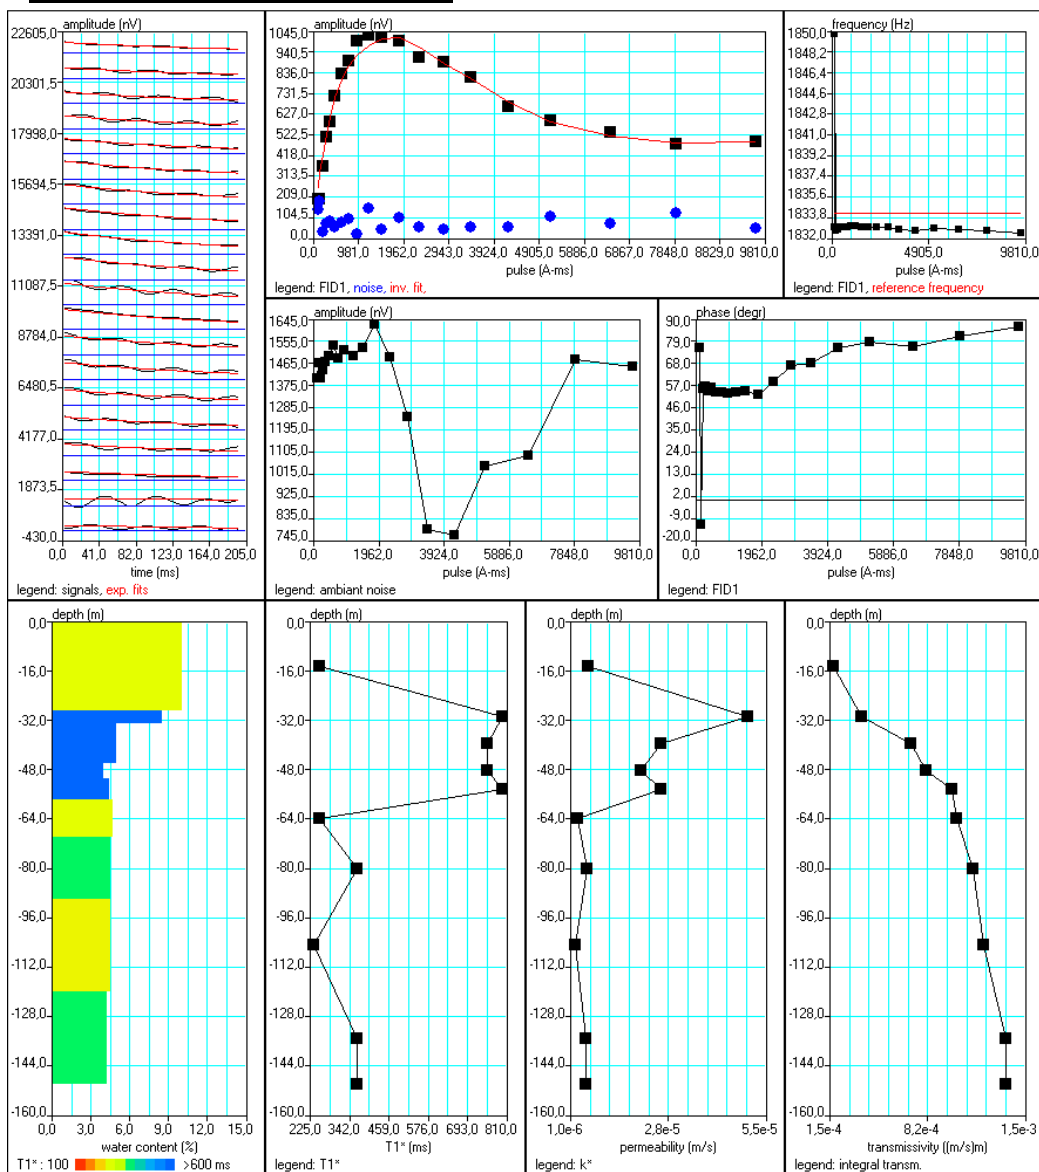 amplitude (nV)
22605,0
20301,5
17998,0
15694,5
13391,0
11087,5
8784,0
6480,5
4177,0
1873,5
-430,0
0,0 41,0 82,0 123,0 164,0 205,0
time (ms)
legend: signals, exp. fits
amplitude (nV)
1045,0
940,5
836,0
731,5
627,0
522,5
418,0
313,5
209,0
104,5
0,0
0,0 981,0 1962,0 2943,0 3924,0 4905,0 5886,0 6867,0 7848,0 8829,0 9810,0
pulse (A-ms)
legend: FID1, noise, inv. fit,
frequency (Hz)
1850,0
1848,2
1846,4
1844,6
1842,8
1841,0
1839,2
1837,4
1835,6
1833,8
1832,0
0,0 4905,0 9810,0
pulse (A-ms)
legend: FID1, reference frequency
amplitude (nV)
1645,0
1555,0
1465,0
1375,0
1285,0
1195,0
1105,0
1015,0
925,0
835,0
745,0
0,0 1962,0 3924,0 5886,0 7848,0 9810,0
pulse (A-ms)
legend: ambiant noise
phase (degr)
90,0
79,0
68,0
57,0
46,0
35,0
24,0
13,0
2,0
-9,0
-20,0
0,0 1962,0 3924,0 5886,0 7848,0 9810,0
pulse (A-ms)
legend: FID1
depth (m)
0,0
-16,0
-32,0
-48,0
-64,0
-80,0
-96,0
-112,0
-128,0
-144,0
-160,0
0,0 3,0 6,0 9,0 12,0 15,0
water content (%)
T1* : 100 >600 ms
depth (m)
0,0
-16,0
-32,0
-48,0
-64,0
-80,0
-96,0
-112,0
-128,0
-144,0
-160,0
225,0 342,0 459,0 576,0 693,0 810,0
T1* (ms)
legend: T1*
depth (m)
0,0
-16,0
-32,0
-48,0
-64,0
-80,0
-96,0
-112,0
-128,0
-144,0
-160,0
1,0e-6 2,8e-5 5,5e-5
permeability (m/s)
legend: k*
depth (m)
0,0
-16,0
-32,0
-48,0
-64,0
-80,0
-96,0
-112,0
-128,0
-144,0
-160,0
1,5e-4 8,2e-4 1,5e-3
transmissivity ((m/s)m)
legend: integral transm.